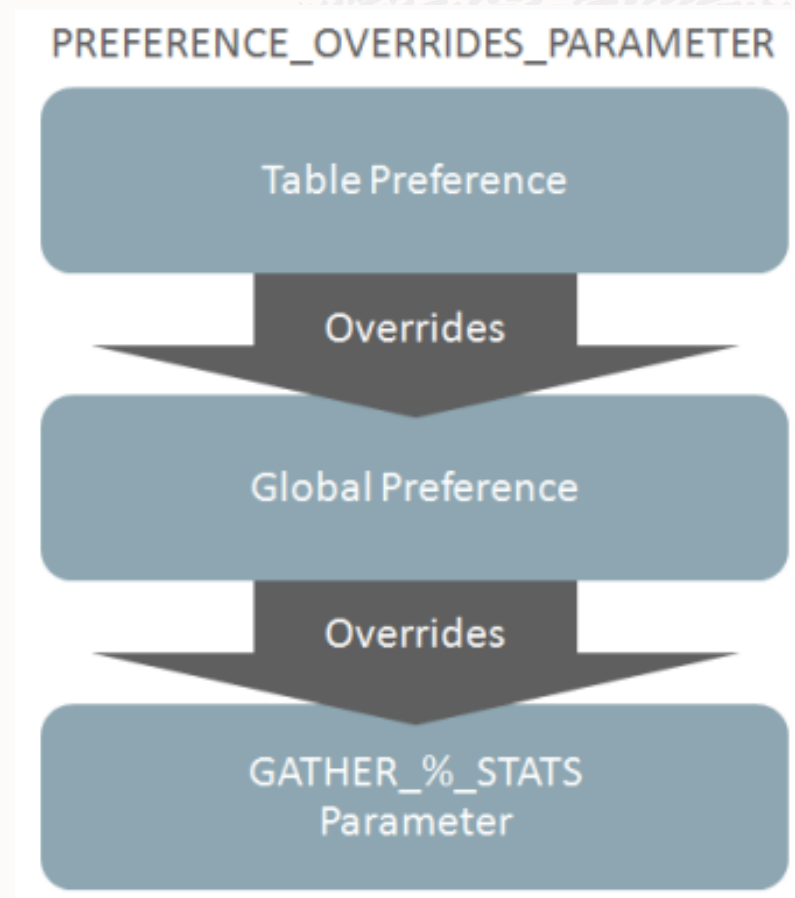 PREFERENCE_OVERRIDES_PARAMETER
Table Preference
Overrides
Global Preference
Overrides
GATHER_%_STATS
Parameter